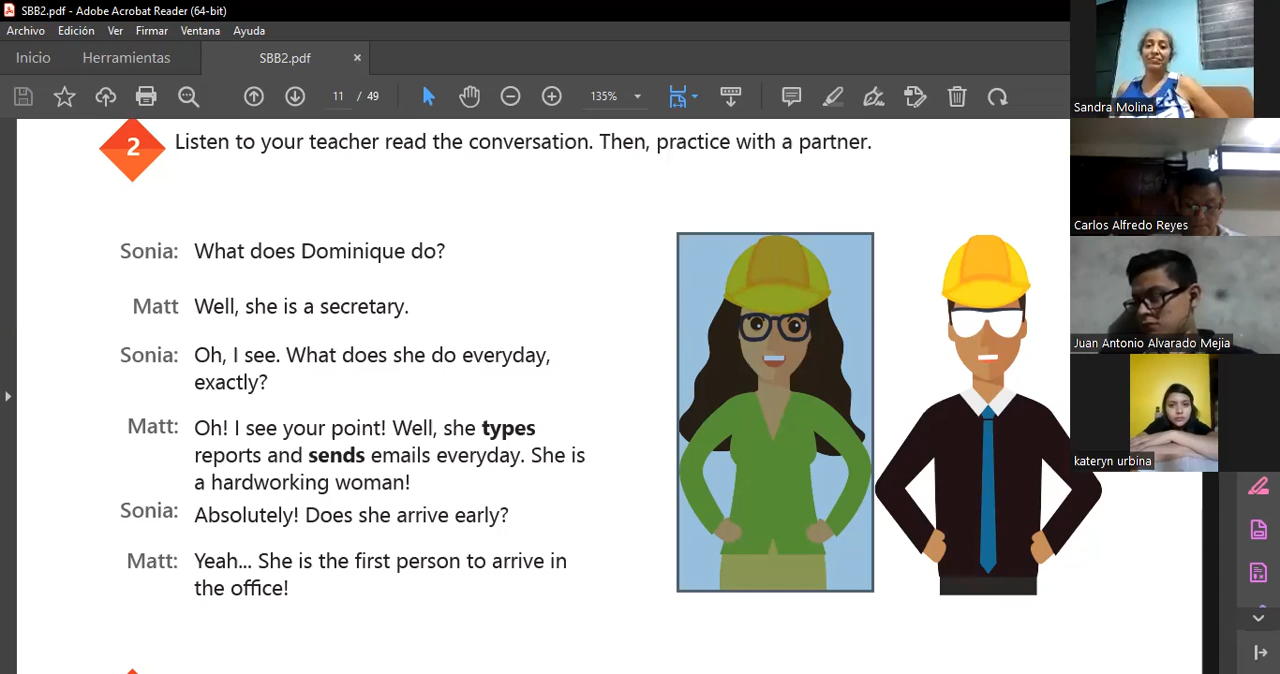 SBB2.pdf - Adobe Acrobat Reader (64-bit)
Archivo Edición Ver Firmar Ventana Ayuda
Inicio Herramientas SBB2.pdf ×
11 / 49 135%
2 Listen to your teacher read the conversation. Then, practice with a partner.
Sonia: What does Dominique do?
Matt Well, she is a secretary.
Sonia: Oh, I see. What does she do everyday,
exactly?
Matt: Oh! I see your point! Well, she types
reports and sends emails everyday. She is
a hardworking woman!
Sonia: Absolutely! Does she arrive early?
Matt: Yeah... She is the first person to arrive in
the office!
Sandra Molina
Carlos Alfredo Reyes
Juan Antonio Alvarado Mejia
kateryn urbina